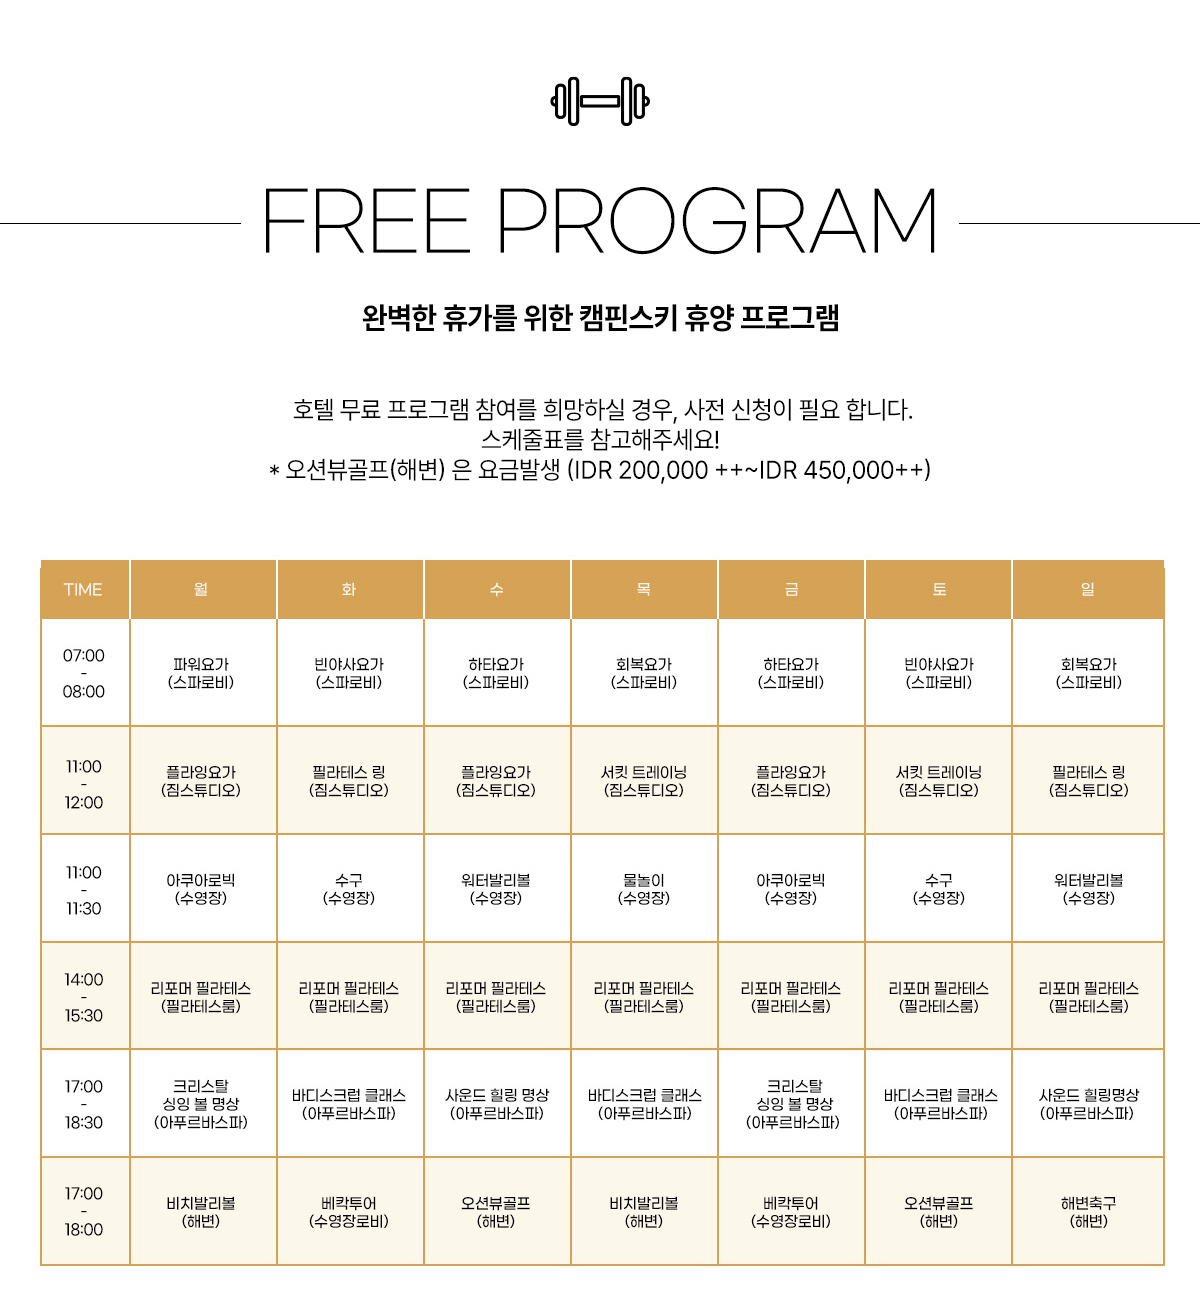 FREE PROGRAM
완벽한 휴가를 위한 캠핀스키 휴양 프로그램
호텔 무료 프로그램 참여를 희망하실 경우, 사전 신청이 필요 합니다.
스케줄표를 참고해주세요!
* 오션뷰골프(해변) 은 요금발생 (IDR 200,000 ++~IDR 450,000++)
TIME 월 화 수 목 금 토 일
07:00 - 08:00 파워요가 (스파로비) 빈야사요가 (스파로비) 하타요가 (스파로비) 회복요가 (스파로비) 하타요가 (스파로비) 빈야사요가 (스파로비) 회복요가 (스파로비)
11:00 - 12:00 플라잉요가 (짐스튜디오) 필라테스 링 (짐스튜디오) 플라잉요가 (짐스튜디오) 서킷 트레이닝 (짐스튜디오) 플라잉요가 (짐스튜디오) 서킷 트레이닝 (짐스튜디오) 필라테스 링 (짐스튜디오)
11:00 - 11:30 아쿠아로빅 (수영장) 수구 (수영장) 워터발리볼 (수영장) 물놀이 (수영장) 아쿠아로빅 (수영장) 수구 (수영장) 워터발리볼 (수영장)
14:00 - 15:30 리포머 필라테스 (필라테스룸) 리포머 필라테스 (필라테스룸) 리포머 필라테스 (필라테스룸) 리포머 필라테스 (필라테스룸) 리포머 필라테스 (필라테스룸) 리포머 필라테스 (필라테스룸) 리포머 필라테스 (필라테스룸)
17:00 - 18:30 크리스탈 싱잉 볼 명상 (아푸르바스파) 바디스크럽 클래스 (아푸르바스파) 사운드 힐링 명상 (아푸르바스파) 바디스크럽 클래스 (아푸르바스파) 크리스탈 싱잉 볼 명상 (아푸르바스파) 바디스크럽 클래스 (아푸르바스파) 사운드 힐링명상 (아푸르바스파)
17:00 - 18:00 비치발리볼 (해변) 베칵투어 (수영장로비) 오션뷰골프 (해변) 비치발리볼 (해변) 베칵투어 (수영장로비) 오션뷰골프 (해변) 해변축구 (해변)